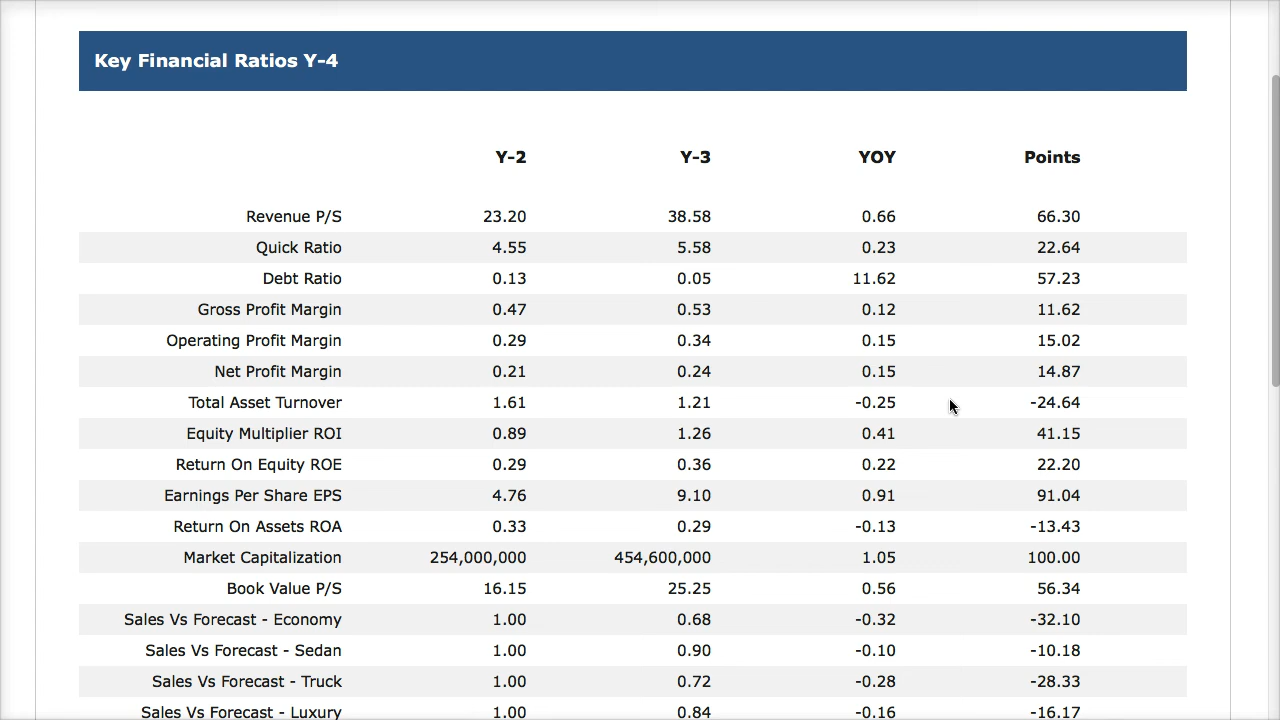 Key Financial Ratios Y-4
Y-2 Y-3 YOY Points
Revenue P/S 23.20 38.58 0.66 66.30
Quick Ratio 4.55 5.58 0.23 22.64
Debt Ratio 0.13 0.05 11.62 57.23
Gross Profit Margin 0.47 0.53 0.12 11.62
Operating Profit Margin 0.29 0.34 0.15 15.02
Net Profit Margin 0.21 0.24 0.15 14.87
Total Asset Turnover 1.61 1.21 -0.25 -24.64
Equity Multiplier ROI 0.89 1.26 0.41 41.15
Return On Equity ROE 0.29 0.36 0.22 22.20
Earnings Per Share EPS 4.76 9.10 0.91 91.04
Return On Assets ROA 0.33 0.29 -0.13 -13.43
Market Capitalization 254,000,000 454,600,000 1.05 100.00
Book Value P/S 16.15 25.25 0.56 56.34
Sales Vs Forecast - Economy 1.00 0.68 -0.32 -32.10
Sales Vs Forecast - Sedan 1.00 0.90 -0.10 -10.18
Sales Vs Forecast - Truck 1.00 0.72 -0.28 -28.33
Sales Vs Forecast - Luxury 1.00 0.84 -0.16 -16.17